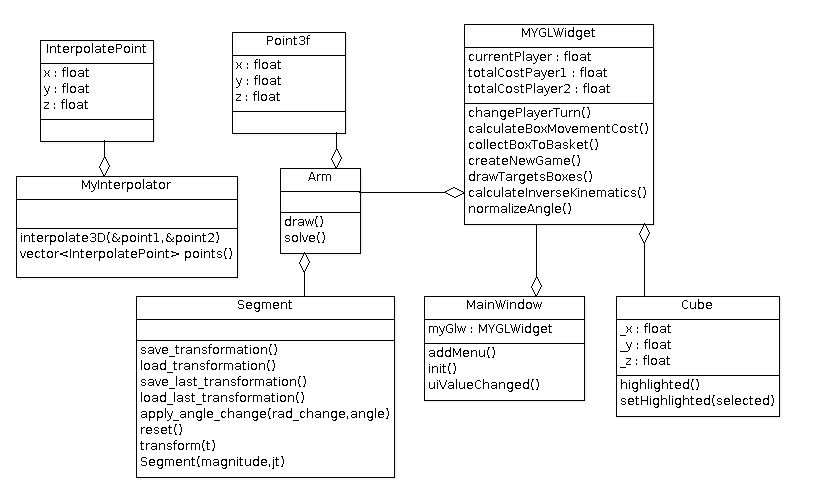 InterpolatePoint
x : float
y : float
z : float
Point3f
x : float
y : float
z : float
MYGLWidget
currentPlayer : float
totalCostPayer1 : float
totalCostPlayer2 : float
changePlayerTurn()
calculateBoxMovementCost()
collectBoxToBasket()
createNewGame()
drawTargetsBoxes()
calculateInverseKinematics()
normalizeAngle()
MyInterpolator
interpolate3D(&point1,&point2)
vector<InterpolatePoint> points()
Arm
draw()
solve()
Segment
save_transformation()
load_transformation()
save_last_transformation()
load_last_transformation()
apply_angle_change(rad_change,angle)
reset()
transform(t)
Segment(magnitude,jt)
MainWindow
myGlw : MYGLWidget
addMenu()
init()
uiValueChanged()
Cube
_x : float
_y : float
_z : float
highlighted()
setHighlighted(selected)